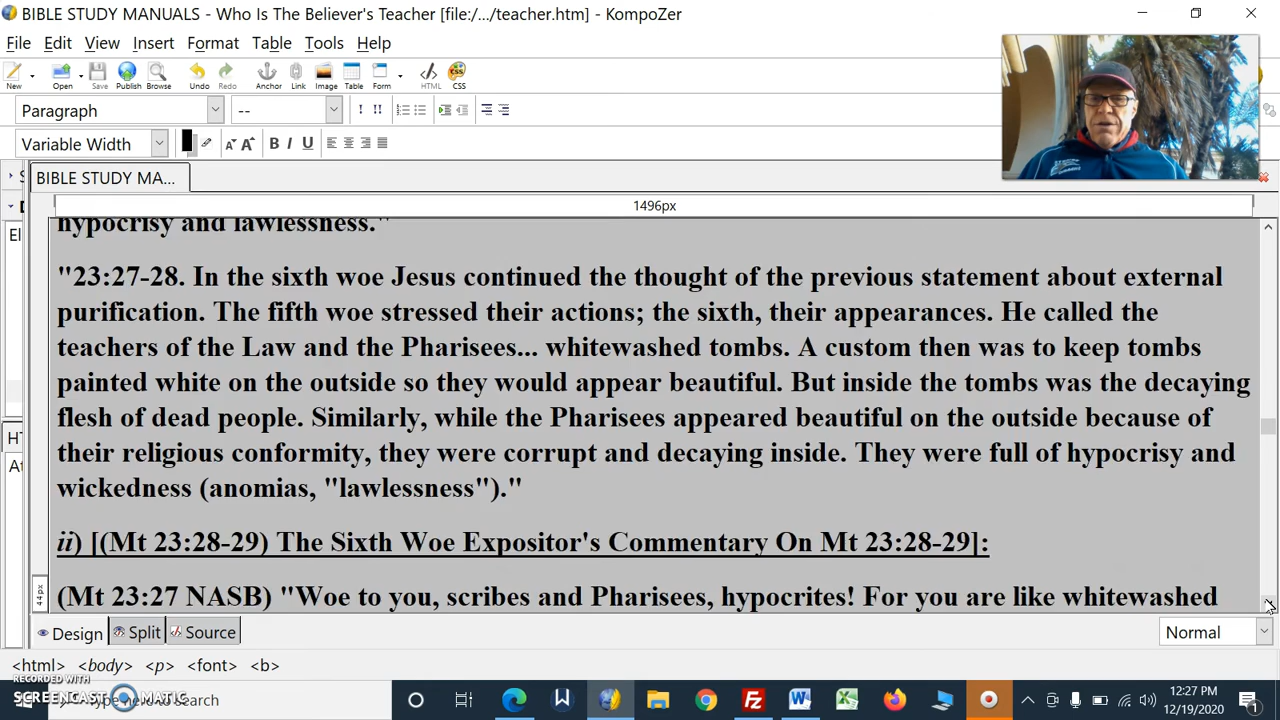 BIBLE STUDY MANUALS - Who Is The Believer's Teacher [file:/.../teacher.htm] - KompoZer
File Edit View Insert Format Table Tools Help
New Open Save Publish Browse Undo Redo Anchor Link Image Table Form HTML CSS
Paragraph --
Variable Width B I U
BIBLE STUDY MA...
1496px
hypocrisy and lawlessness."
"23:27-28. In the sixth woe Jesus continued the thought of the previous statement about external
purification. The fifth woe stressed their actions; the sixth, their appearances. He called the
teachers of the Law and the Pharisees... whitewashed tombs. A custom then was to keep tombs
painted white on the outside so they would appear beautiful. But inside the tombs was the decaying
flesh of dead people. Similarly, while the Pharisees appeared beautiful on the outside because of
their religious conformity, they were corrupt and decaying inside. They were full of hypocrisy and
wickedness (anomias, "lawlessness")."
ii) [(Mt 23:28-29) The Sixth Woe Expositor's Commentary On Mt 23:28-29]:
(Mt 23:27 NASB) "Woe to you, scribes and Pharisees, hypocrites! For you are like whitewashed
44 px
Design Split Source Normal
<html> <body> <p> <font> <b>
RECORDED WITH
SCREENCAST MATIC
Type here to search
12:27 PM
12/19/2020
1